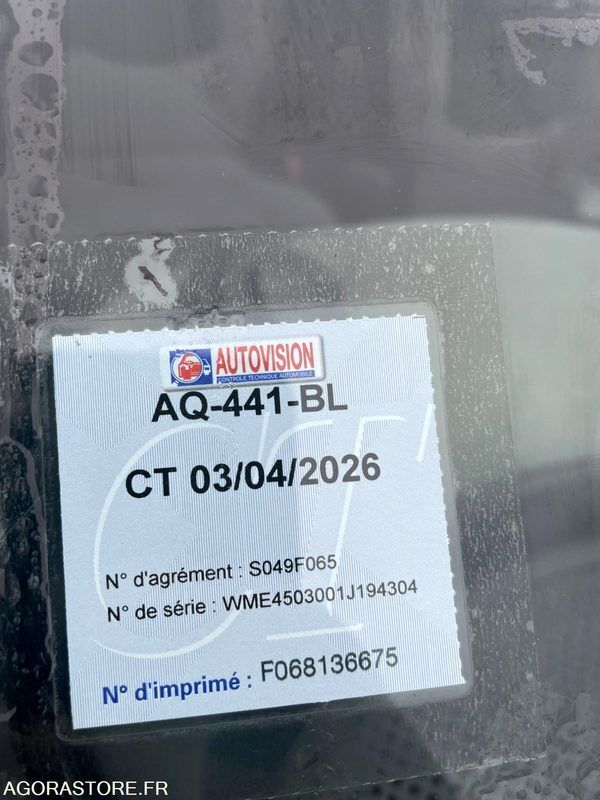 AUTOVISION
CONTROLE TECHNIQUE AUTOMOBILE
AQ-441-BL
CT 03/04/2026
N° d'agrément : S049F065
N° de série : WME4503001J194304
N° d'imprimé : F068136675
AGORASTORE.FR